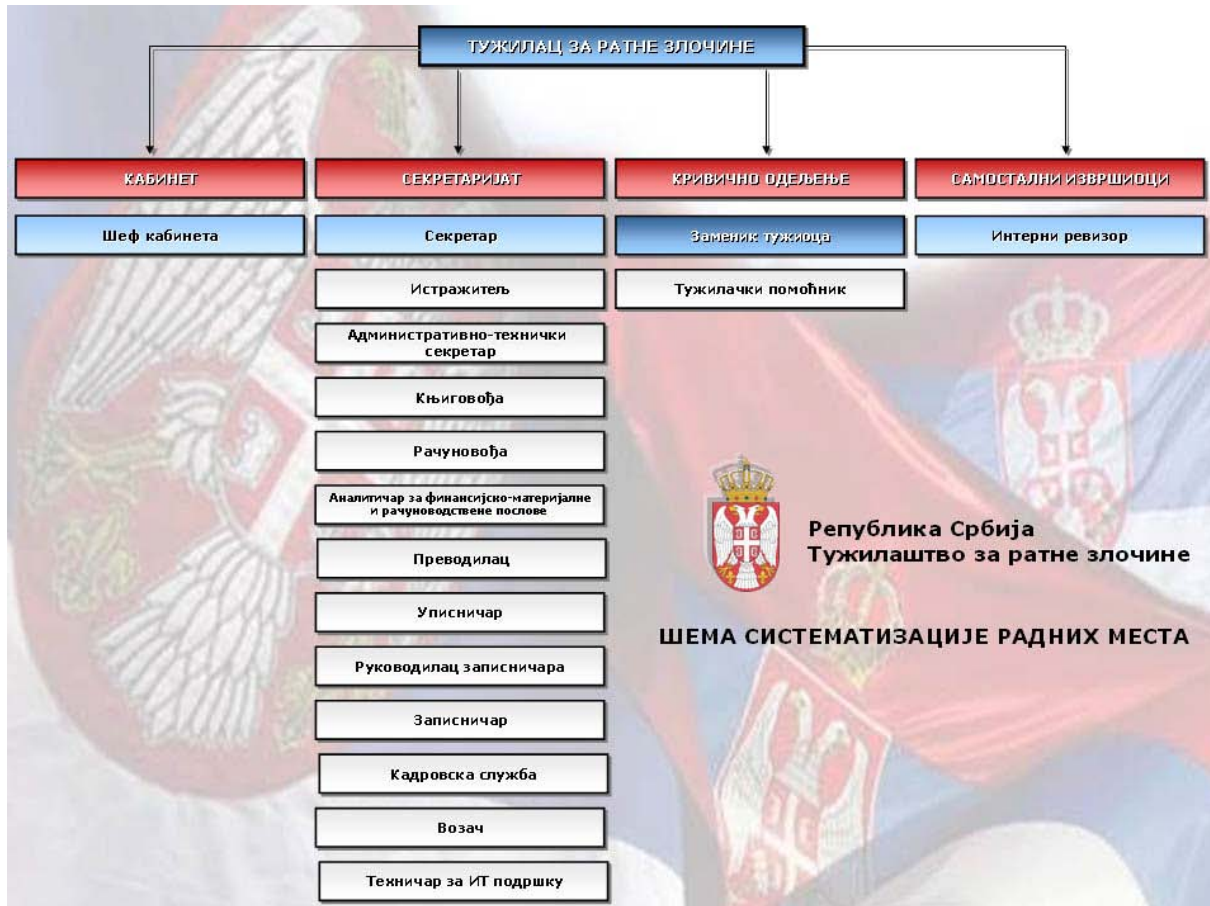 ТУЖИЛАЦ ЗА РАТНЕ ЗЛОЧИНЕ
КАБИНЕТ
Шеф кабинета
СЕКРЕТАРИЈАТ
Секретар
Истражитељ
Административно-технички
секретар
Књиговођа
Рачуновођа
Аналитичар за финансијско-материјалне
и рачуноводствене послове
Преводилац
Уписничар
Руководилац записничара
Записничар
Кадровска служба
Возач
Техничар за ИТ подршку
КРИВИЧНО ОДЕЉЕЊЕ
Заменик тужиоца
Тужилачки помоћник
САМОСТАЛНИ ИЗВРШИОЦИ
Интерни ревизор
Република Србија
Тужилаштво за ратне злочине
ШЕМА СИСТЕМАТИЗАЦИЈЕ РАДНИХ МЕСТА